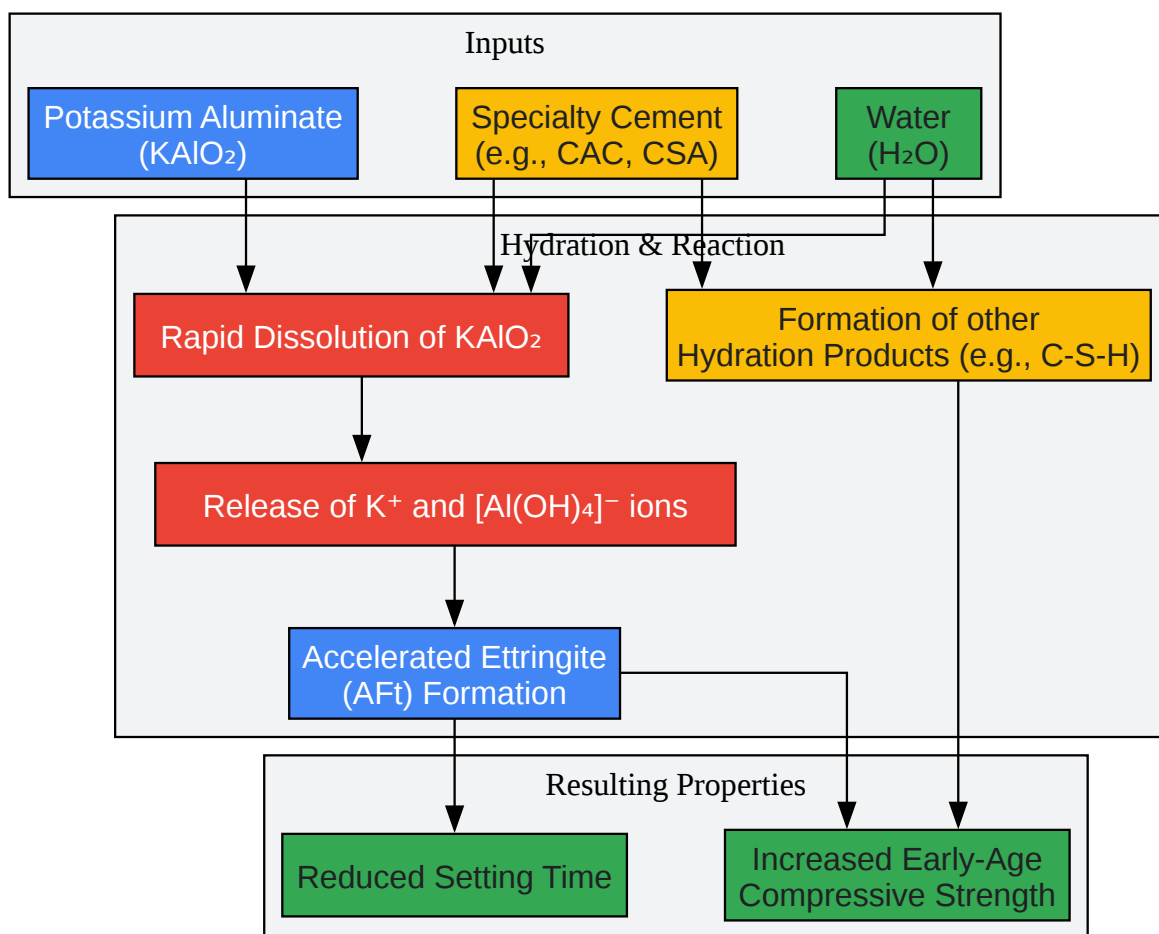 Inputs
Potassium Aluminate
(KAlO₂)
Specialty Cement
(e.g., CAC, CSA)
Water
(H₂O)
Hydration & Reaction
Rapid Dissolution of KAlO₂
Formation of other
Hydration Products (e.g., C-S-H)
Release of K⁺ and [Al(OH)₄]⁻ ions
Accelerated Ettringite
(AFt) Formation
Resulting Properties
Reduced Setting Time
Increased Early-Age
Compressive Strength